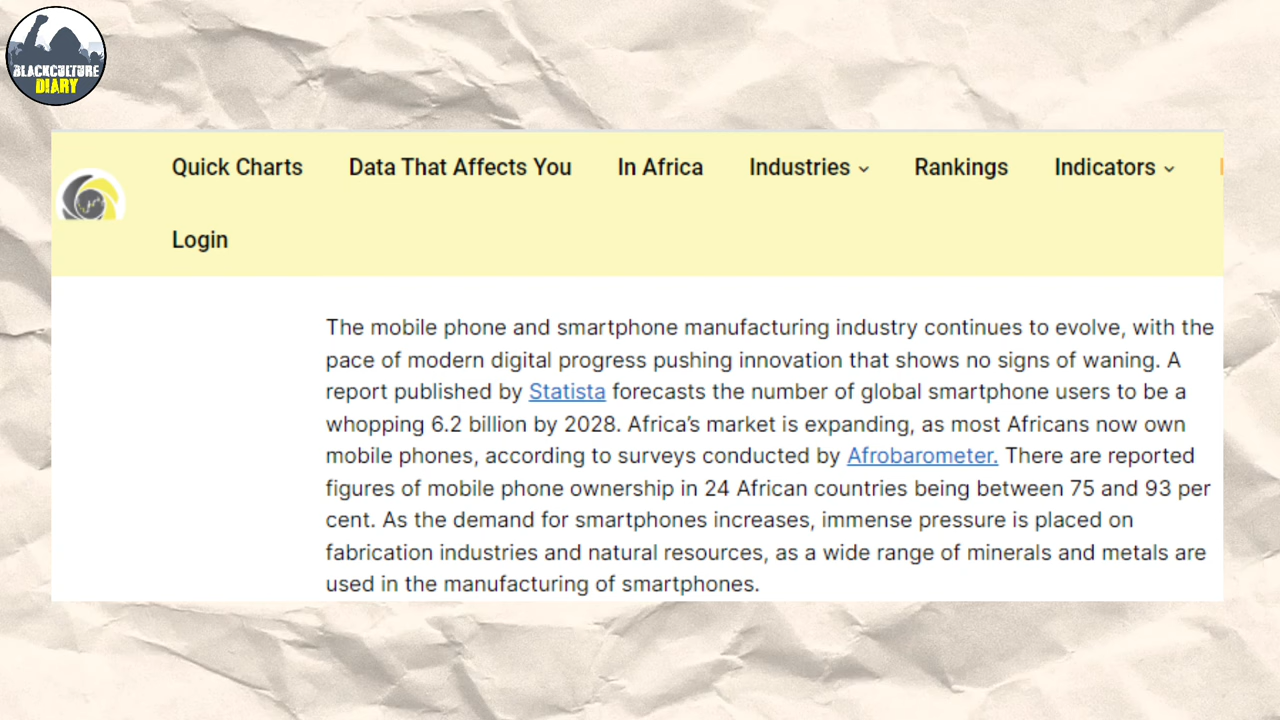 BLACKCULTURE
DIARY
Quick Charts Data That Affects You In Africa Industries Rankings Indicators
Login
The mobile phone and smartphone manufacturing industry continues to evolve, with the
pace of modern digital progress pushing innovation that shows no signs of waning. A
report published by Statista forecasts the number of global smartphone users to be a
whopping 6.2 billion by 2028. Africa’s market is expanding, as most Africans now own
mobile phones, according to surveys conducted by Afrobarometer. There are reported
figures of mobile phone ownership in 24 African countries being between 75 and 93 per
cent. As the demand for smartphones increases, immense pressure is placed on
fabrication industries and natural resources, as a wide range of minerals and metals are
used in the manufacturing of smartphones.